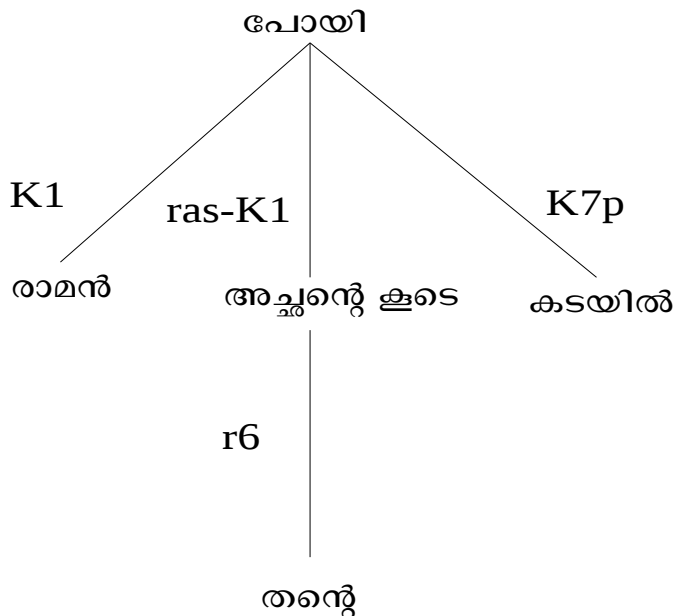 പോയി
K1
ras-K1
K7p
രാമൻ
അച്ഛന്റെ കൂടെ
കടയിൽ
r6
തന്റെ